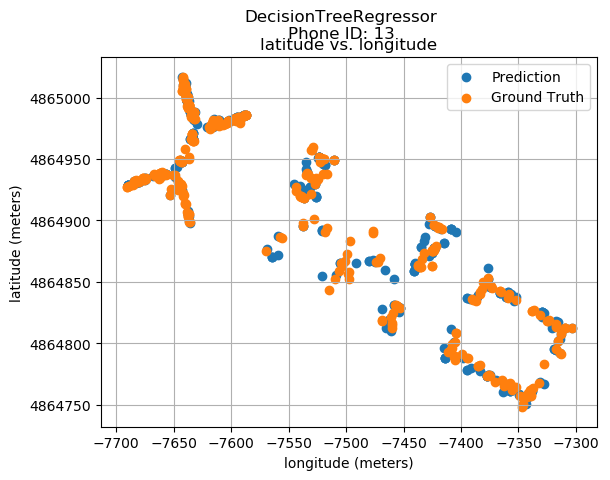 DecisionTreeRegressor
Phone ID: 13
latitude vs. longitude
Prediction
Ground Truth
latitude (meters)
4865000
4864950
4864900
4864850
4864800
4864750
−7700 −7650 −7600 −7550 −7500 −7450 −7400 −7350 −7300
longitude (meters)